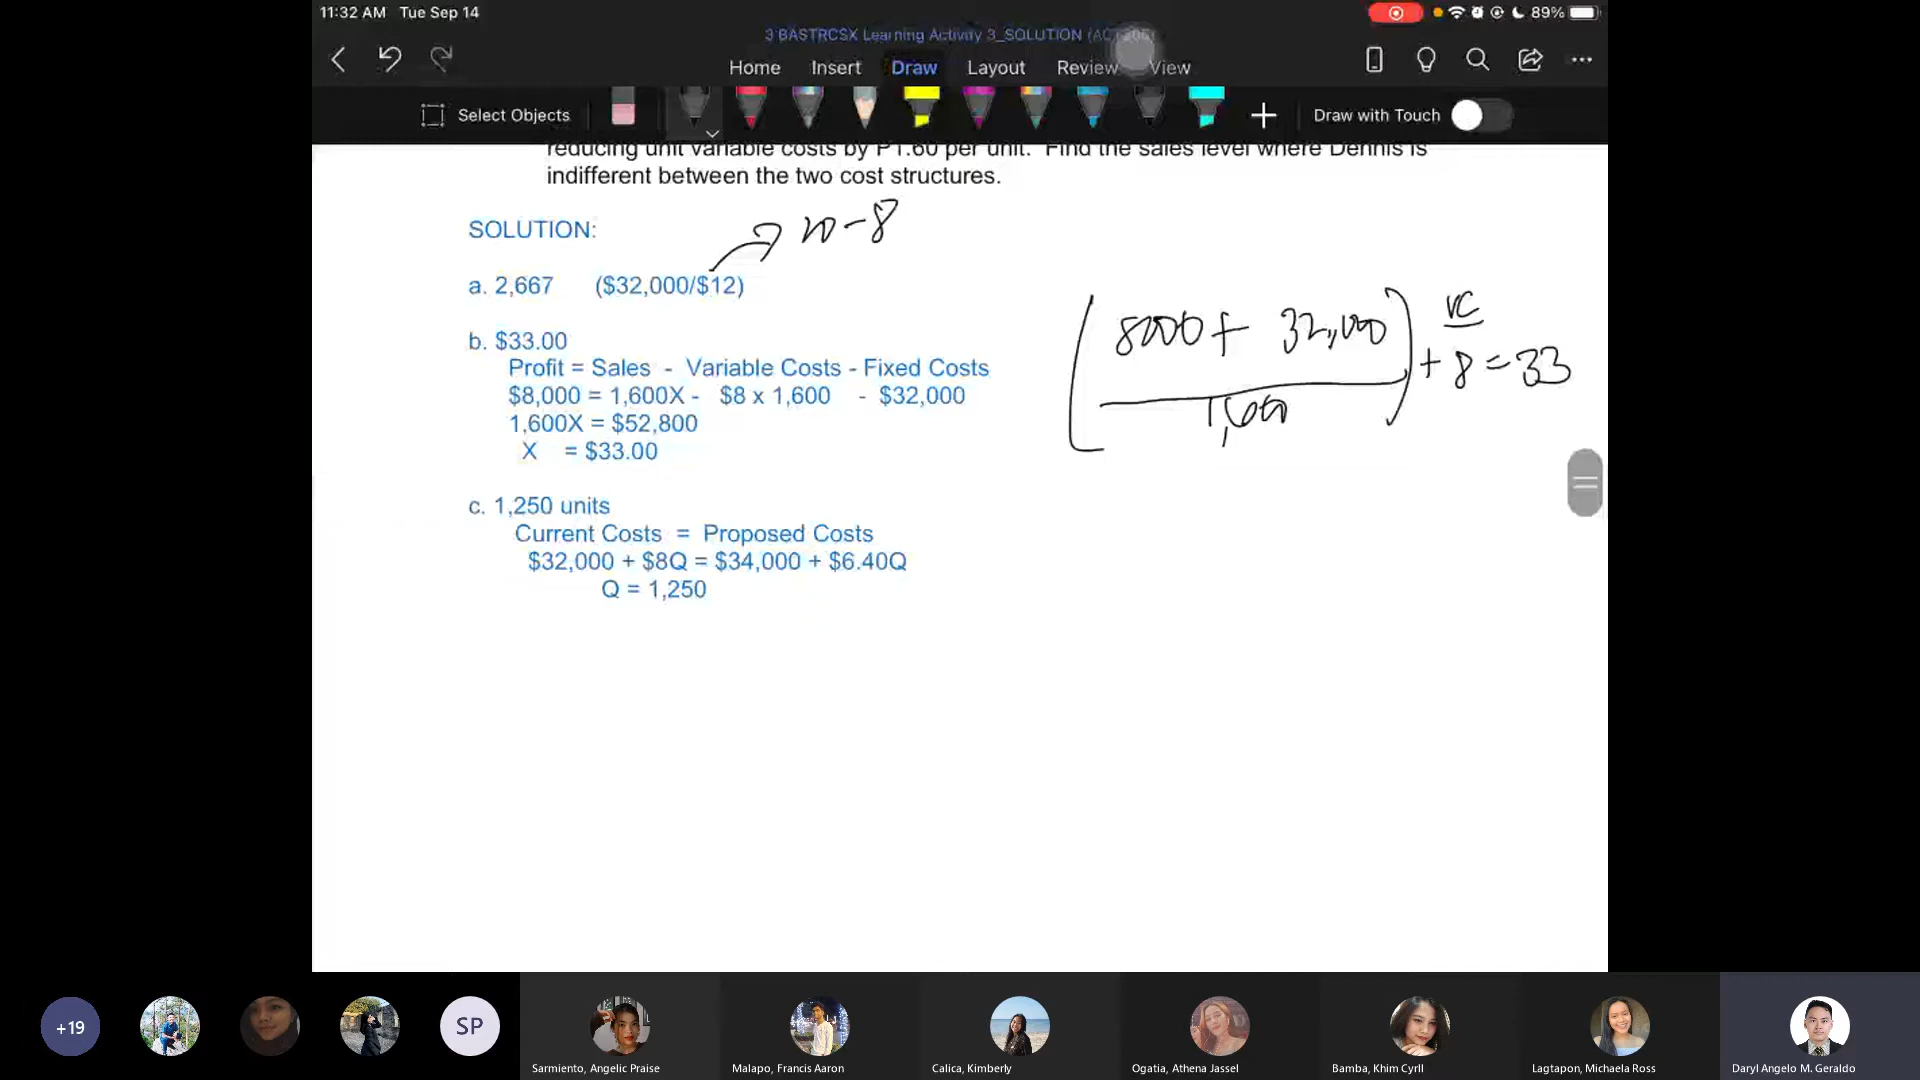 11:32 AM Tue Sep 14
89%
3 BASTRCSX Learning Activity 3_SOLUTION
Home Insert Draw Layout Review View
Select Objects
Draw with Touch
reducing unit variable costs by P1.60 per unit. Find the sales level where Dennis is
indifferent between the two cost structures.
SOLUTION:
20 - 8
a. 2,667 ($32,000/$12)
b. $33.00
Profit = Sales - Variable Costs - Fixed Costs
$8,000 = 1,600X - $8 x 1,600 - $32,000
1,600X = $52,800
X = $33.00
(8000 + 32,000) VC
1,600 + 8 = 33
c. 1,250 units
Current Costs = Proposed Costs
$32,000 + $8Q = $34,000 + $6.40Q
Q = 1,250
+19
SP
Sarmiento, Angelic Praise
Malapo, Francis Aaron
Calica, Kimberly
Ogatia, Athena Jassel
Bamba, Khim Cyrll
Lagtapon, Michaela Ross
Daryl Angelo M. Geraldo